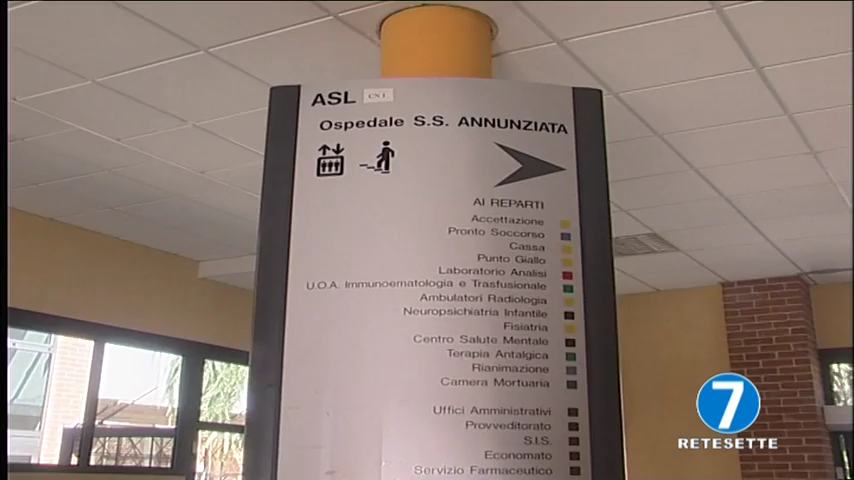 ASL CN1
Ospedale S.S. ANNUNZIATA
AI REPARTI
Accettazione
Pronto Soccorso
Cassa
Punto Giallo
Laboratorio Analisi
U.O.A. Immunoematologia e Trasfusionale
Ambulatori Radiologia
Neuropsichiatria Infantile
Fisiatria
Centro Salute Mentale
Terapia Antalgica
Rianimazione
Camera Mortuaria
Uffici Amministrativi
Provveditorato
S.I.S.
Economato
Servizio Farmaceutico
7
RETESETTE